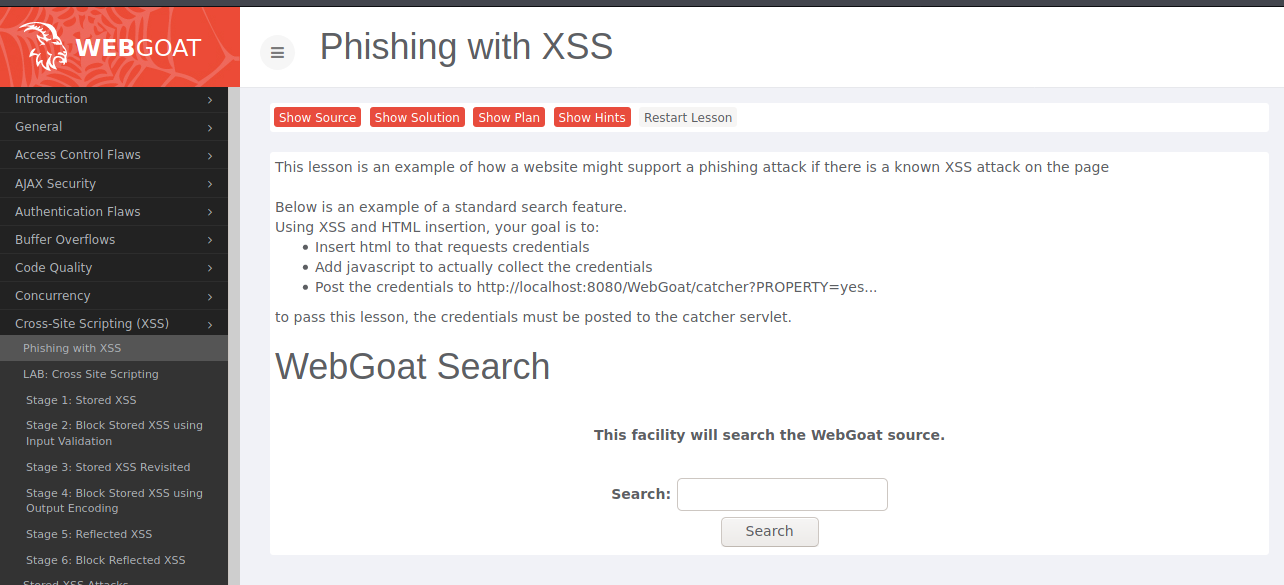 WEBGOAT
Phishing with XSS
Introduction
General
Access Control Flaws
AJAX Security
Authentication Flaws
Buffer Overflows
Code Quality
Concurrency
Cross-Site Scripting (XSS)
Phishing with XSS
LAB: Cross Site Scripting
Stage 1: Stored XSS
Stage 2: Block Stored XSS using
Input Validation
Stage 3: Stored XSS Revisited
Stage 4: Block Stored XSS using
Output Encoding
Stage 5: Reflected XSS
Stage 6: Block Reflected XSS
Stored XSS Attacks
Show Source Show Solution Show Plan Show Hints Restart Lesson
This lesson is an example of how a website might support a phishing attack if there is a known XSS attack on the page
Below is an example of a standard search feature.
Using XSS and HTML insertion, your goal is to:
• Insert html to that requests credentials
• Add javascript to actually collect the credentials
• Post the credentials to http://localhost:8080/WebGoat/catcher?PROPERTY=yes...
to pass this lesson, the credentials must be posted to the catcher servlet.
WebGoat Search
This facility will search the WebGoat source.
Search:
Search